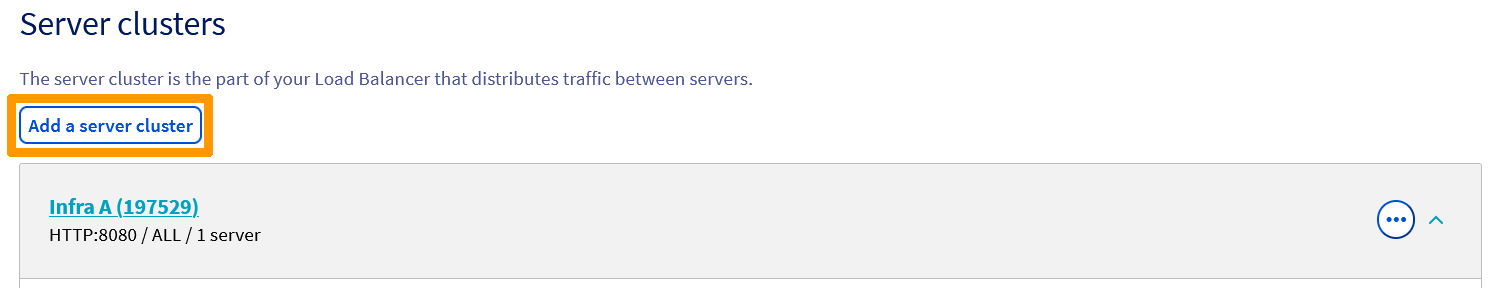 Server clusters
The server cluster is the part of your Load Balancer that distributes traffic between servers.
Add a server cluster
Infra A (197529)
HTTP:8080 / ALL / 1 server